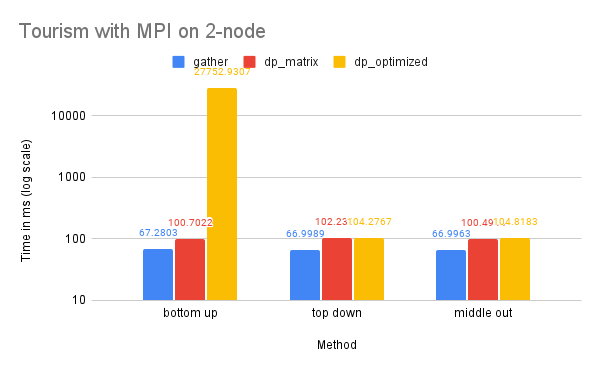 Tourism with MPI on 2-node
gather dp_matrix dp_optimized
27752.9307
10000
1000
100.7022 102.23 104.2767 100.49 104.8183
67.2803 66.9989 66.9963
100
10
Time in ms (log scale)
bottom up top down middle out
Method